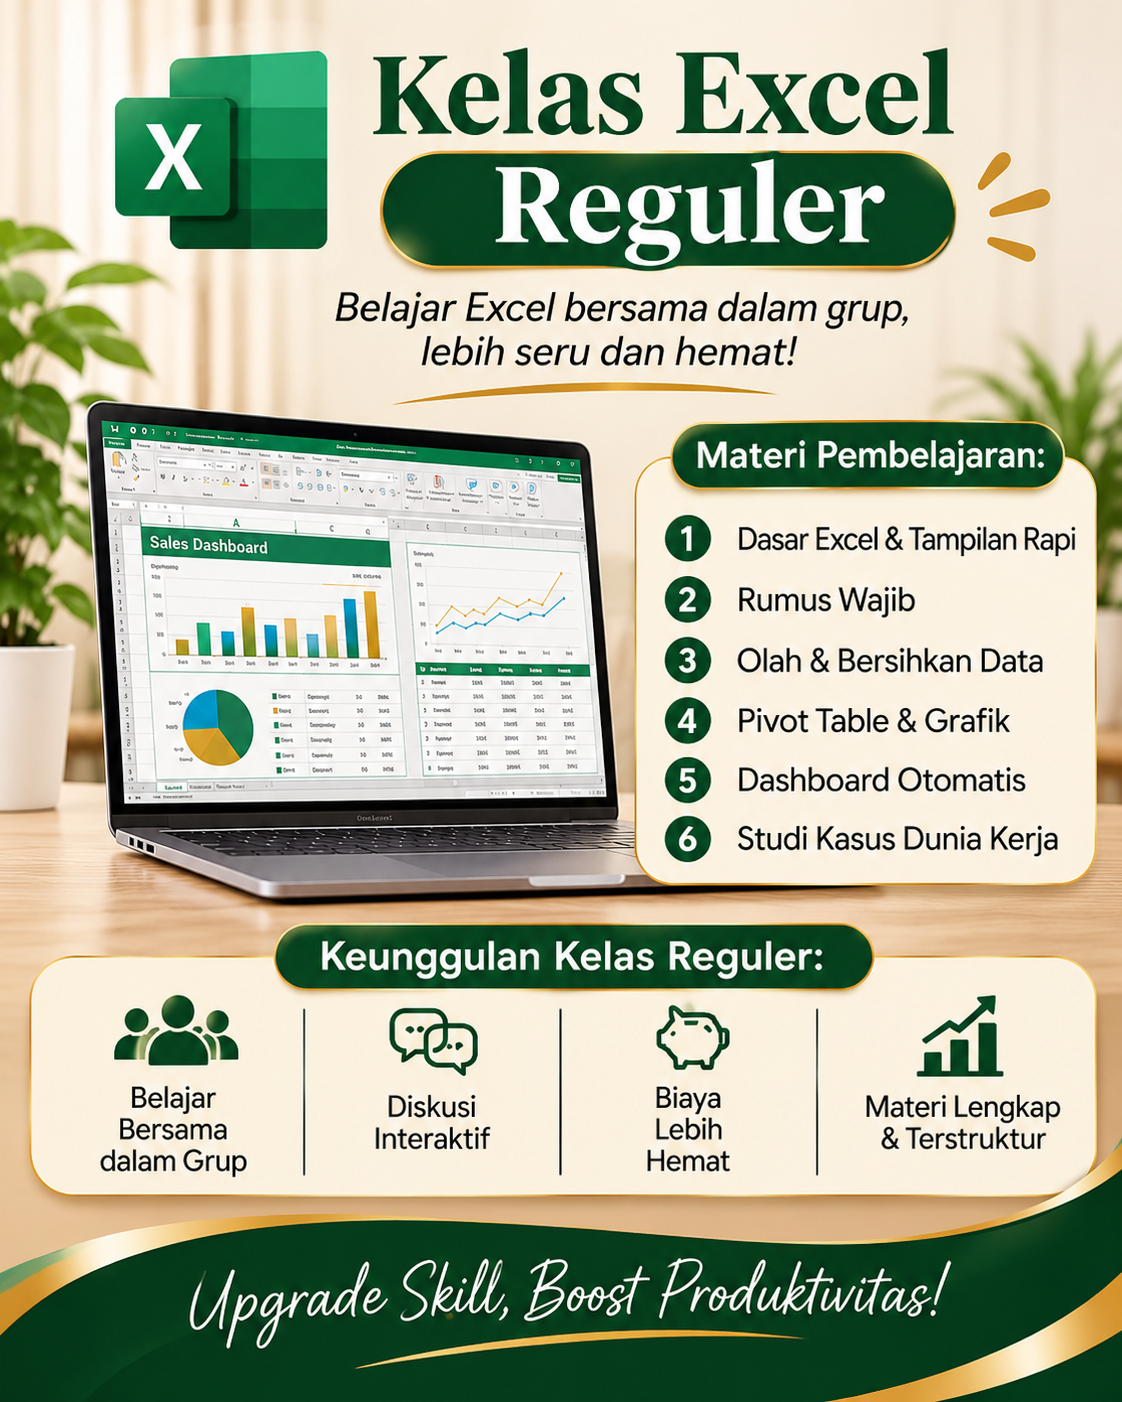 X
Kelas Excel
Reguler
Belajar Excel bersama dalam grup,
lebih seru dan hemat!
Sales Dashboard
A
C
Materi Pembelajaran:
1 Dasar Excel & Tampilan Rapi
2 Rumus Wajib
3 Olah & Bersihkan Data
4 Pivot Table & Grafik
5 Dashboard Otomatis
6 Studi Kasus Dunia Kerja
Keunggulan Kelas Reguler:
Belajar
Bersama
dalam Grup
Diskusi
Interaktif
Biaya
Lebih
Hemat
Materi Lengkap
& Terstruktur
Upgrade Skill, Boost Produktivitas!